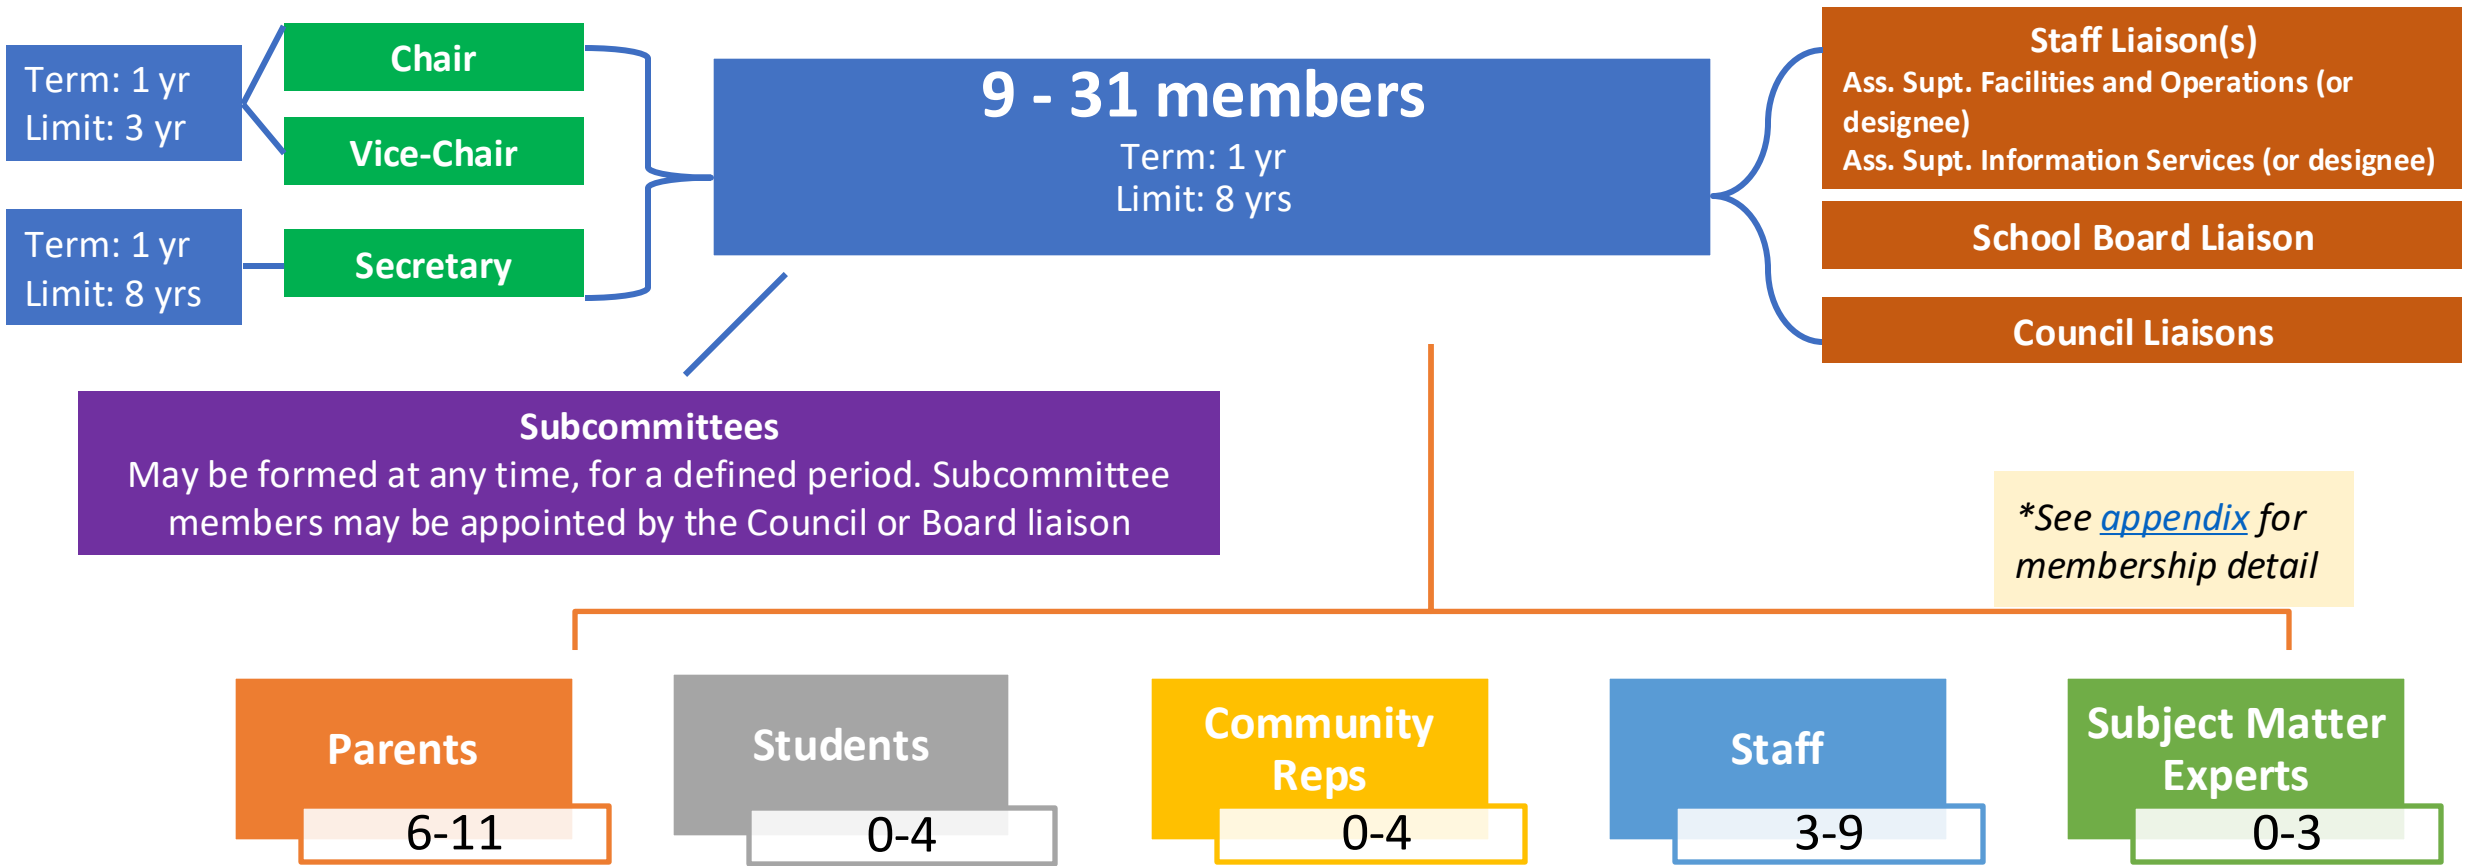 Term: 1 yr
Limit: 3 yr
Chair
Vice-Chair
Term: 1 yr
Limit: 8 yrs
Secretary
9 - 31 members
Term: 1 yr
Limit: 8 yrs
Staff Liaison(s)
Ass. Supt. Facilities and Operations (or
designee)
Ass. Supt. Information Services (or designee)
School Board Liaison
Council Liaisons
Subcommittees
May be formed at any time, for a defined period. Subcommittee
members may be appointed by the Council or Board liaison
*See appendix for
membership detail
Parents
6-11
Students
0-4
Community
Reps
0-4
Staff
3-9
Subject Matter
Experts
0-3